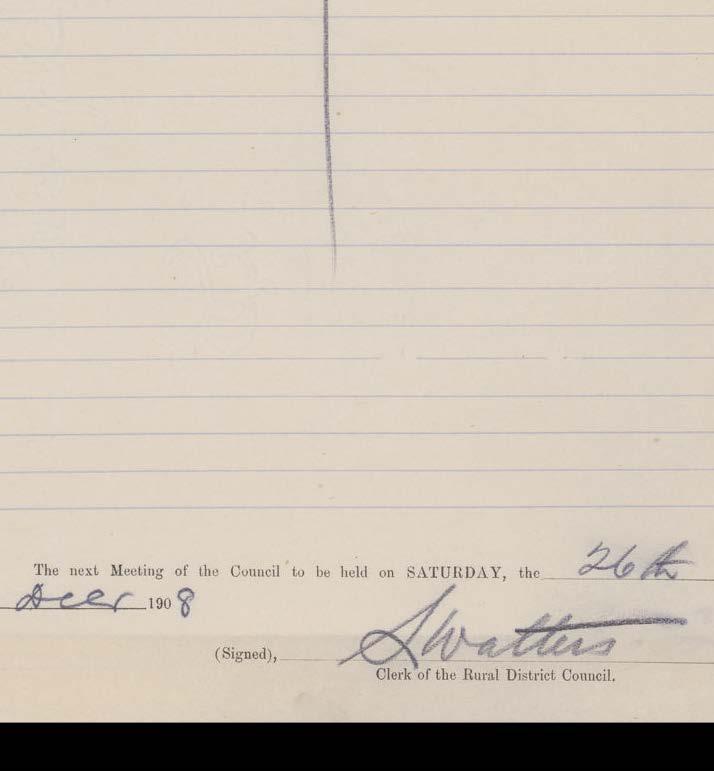 The next Meeting of the Council to be held on SATURDAY, the 26th
Decr 1908
(Signed), S Watters
Clerk of the Rural District Council.